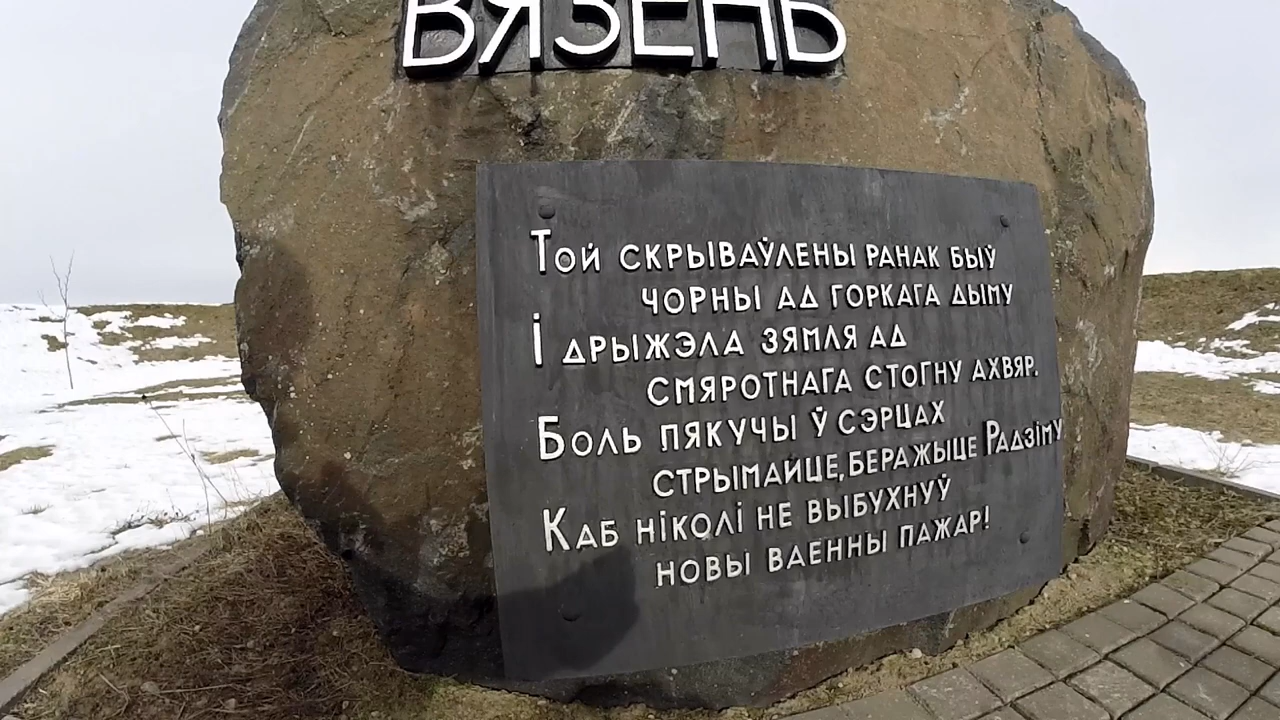 ВЯЗЕНЬ
Той скрываўлены ранак быў
чорны ад горкага дыму
І дрыжэла зямля ад
смяротнага стогну ахвяр.
Боль пякучы ў сэрцах
стрымайце, беражыце Радзіму
Каб ніколі не выбухнуў
новы ваенны пажар!